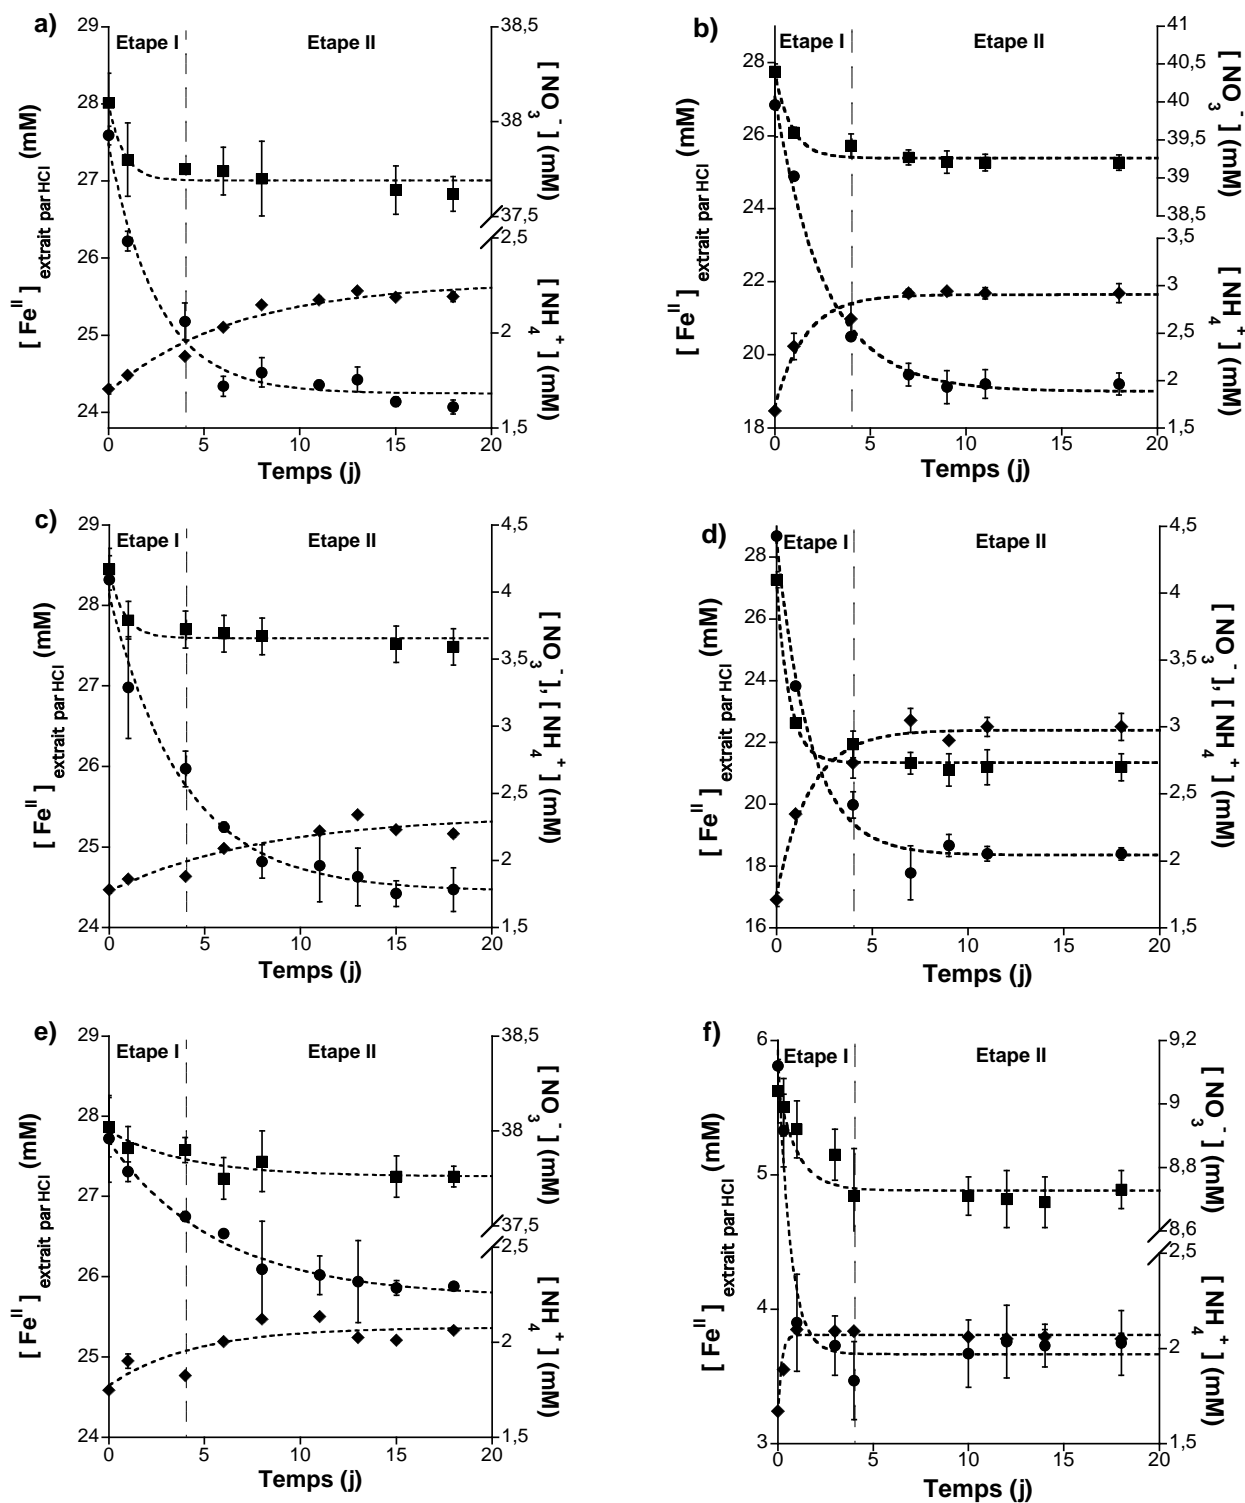 a)
Etape I
Etape II
29
28
27
26
25
24
[ Fe^II ] extrait par HCl (mM)
38,5
38
37,5
2,5
2
1,5
[ NO3- ] (mM)
[ NH4+ ] (mM)
0 5 10 15 20
Temps (j)
b)
Etape I
Etape II
28
26
24
22
20
18
[ Fe^II ] extrait par HCl (mM)
41
40,5
40
39,5
39
38,5
3,5
3
2,5
2
1,5
[ NO3- ] (mM)
[ NH4+ ] (mM)
0 5 10 15 20
Temps (j)
c)
Etape I
Etape II
29
28
27
26
25
24
[ Fe^II ] extrait par HCl (mM)
4,5
4
3,5
3
2,5
2
1,5
[ NO3- ], [ NH4+ ] (mM)
0 5 10 15 20
Temps (j)
d)
Etape I
Etape II
28
26
24
22
20
18
16
[ Fe^II ] extrait par HCl (mM)
4,5
4
3,5
3
2,5
2
1,5
[ NO3- ], [ NH4+ ] (mM)
0 5 10 15 20
Temps (j)
e)
Etape I
Etape II
29
28
27
26
25
24
[ Fe^II ] extrait par HCl (mM)
38,5
38
37,5
2,5
2
1,5
[ NO3- ] (mM)
[ NH4+ ] (mM)
0 5 10 15 20
Temps (j)
f)
Etape I
Etape II
6
5
4
3
[ Fe^II ] extrait par HCl (mM)
9,2
9
8,8
8,6
2,5
2
1,5
[ NO3- ] (mM)
[ NH4+ ] (mM)
0 5 10 15 20
Temps (j)